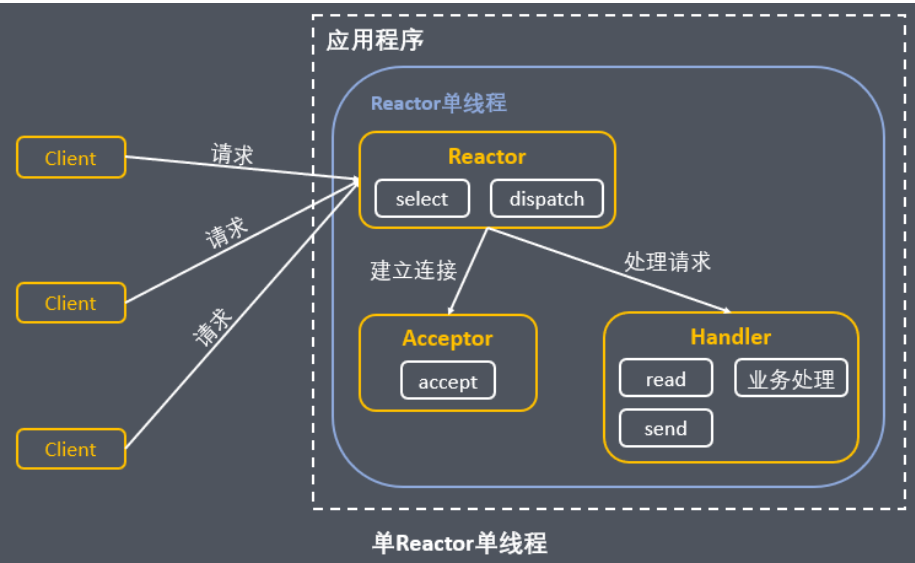 应用程序
Reactor单线程
Client
请求
Reactor
select
dispatch
Client
请求
建立连接
处理请求
Client
请求
Acceptor
accept
Handler
read
业务处理
send
单Reactor单线程